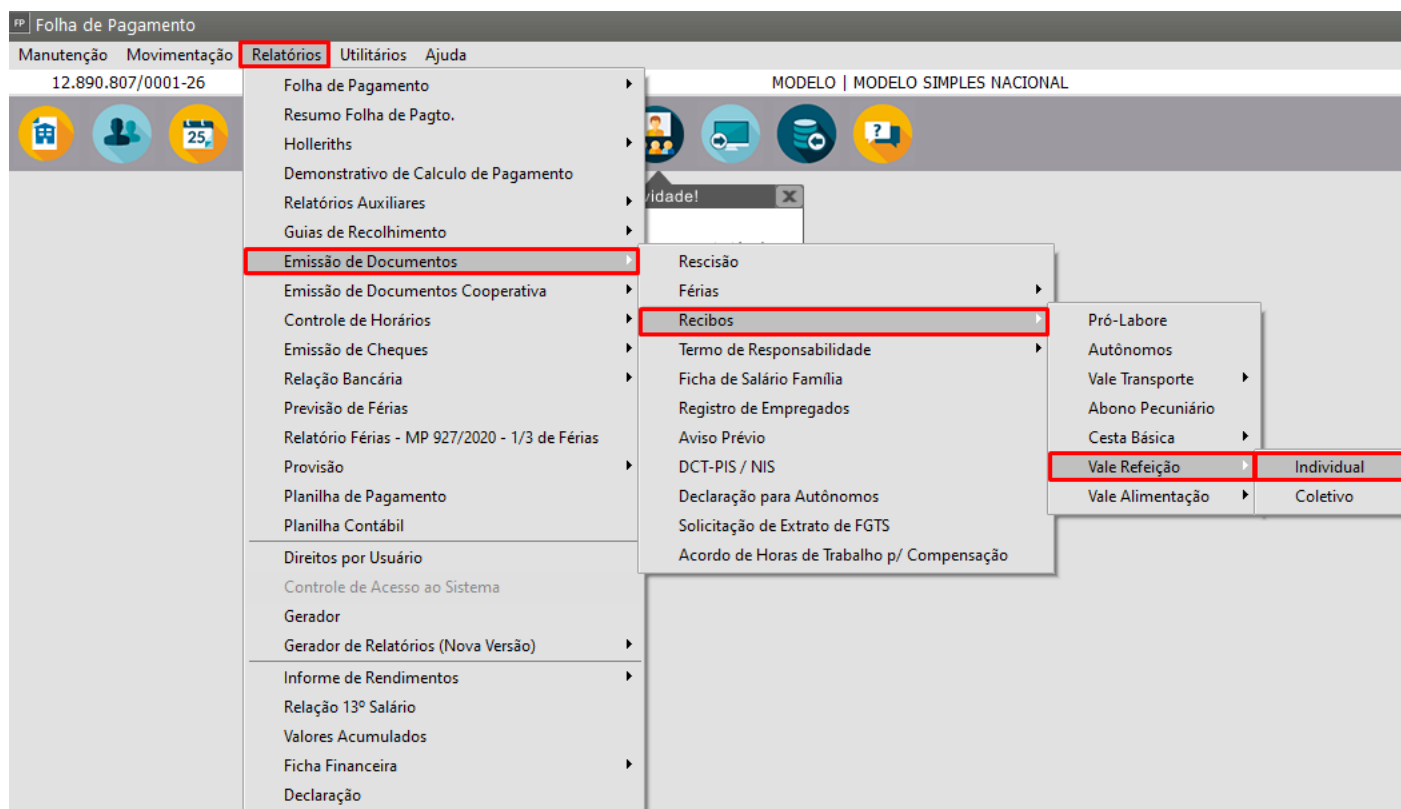 FP Folha de Pagamento
Manutenção Movimentação Relatórios Utilitários Ajuda
12.890.807/0001-26
MODELO | MODELO SIMPLES NACIONAL
25
?
Folha de Pagamento
Resumo Folha de Pagto.
Holleriths
Demonstrativo de Calculo de Pagamento
Relatórios Auxiliares
Guias de Recolhimento
Emissão de Documentos
Emissão de Documentos Cooperativa
Controle de Horários
Emissão de Cheques
Relação Bancária
Previsão de Férias
Relatório Férias - MP 927/2020 - 1/3 de Férias
Provisão
Planilha de Pagamento
Planilha Contábil
Direitos por Usuário
Controle de Acesso ao Sistema
Gerador
Gerador de Relatórios (Nova Versão)
Informe de Rendimentos
Relação 13º Salário
Valores Acumulados
Ficha Financeira
Declaração
vidade! X
Rescisão
Férias
Recibos
Termo de Responsabilidade
Ficha de Salário Família
Registro de Empregados
Aviso Prévio
DCT-PIS / NIS
Declaração para Autônomos
Solicitação de Extrato de FGTS
Acordo de Horas de Trabalho p/ Compensação
Pró-Labore
Autônomos
Vale Transporte
Abono Pecuniário
Cesta Básica
Vale Refeição
Vale Alimentação
Individual
Coletivo